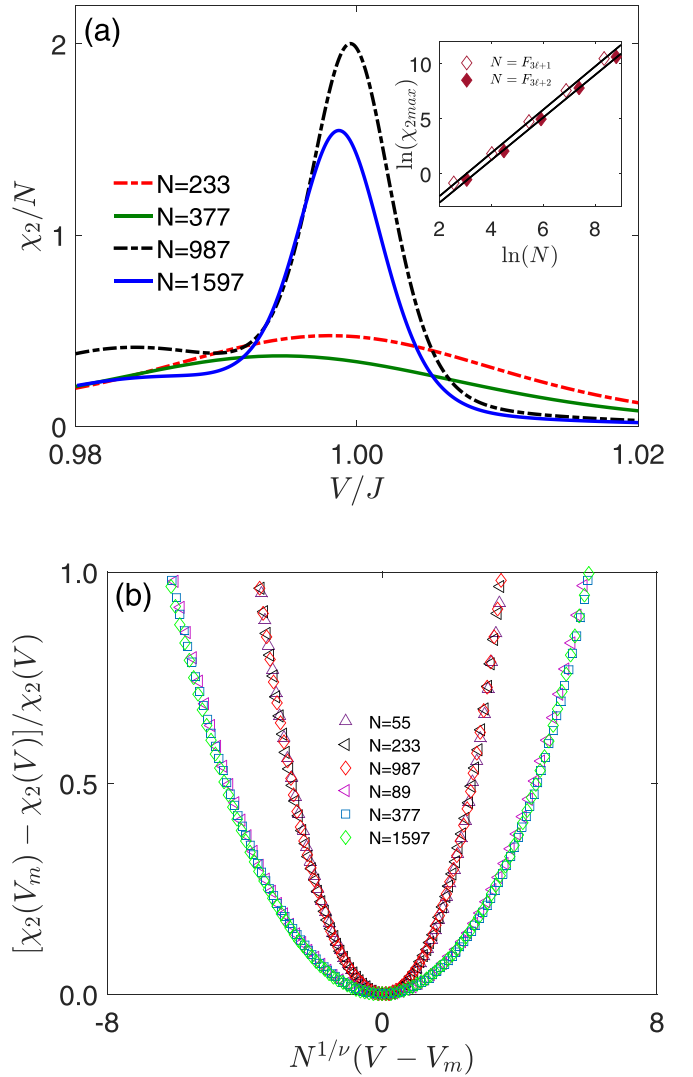 (a)
2
1
0
χ₂/N
N=233
N=377
N=987
N=1597
0.98
1.00
1.02
V/J
N = F₃ℓ₊₁
N = F₃ℓ₊₂
10
5
0
ln(χ₂ₘₐₓ)
2
4
6
8
ln(N)
(b)
1.0
0.5
0.0
[χ₂(Vₘ) − χ₂(V)]/χ₂(V)
N=55
N=233
N=987
N=89
N=377
N=1597
-8
0
8
N^{1/ν}(V − Vₘ)